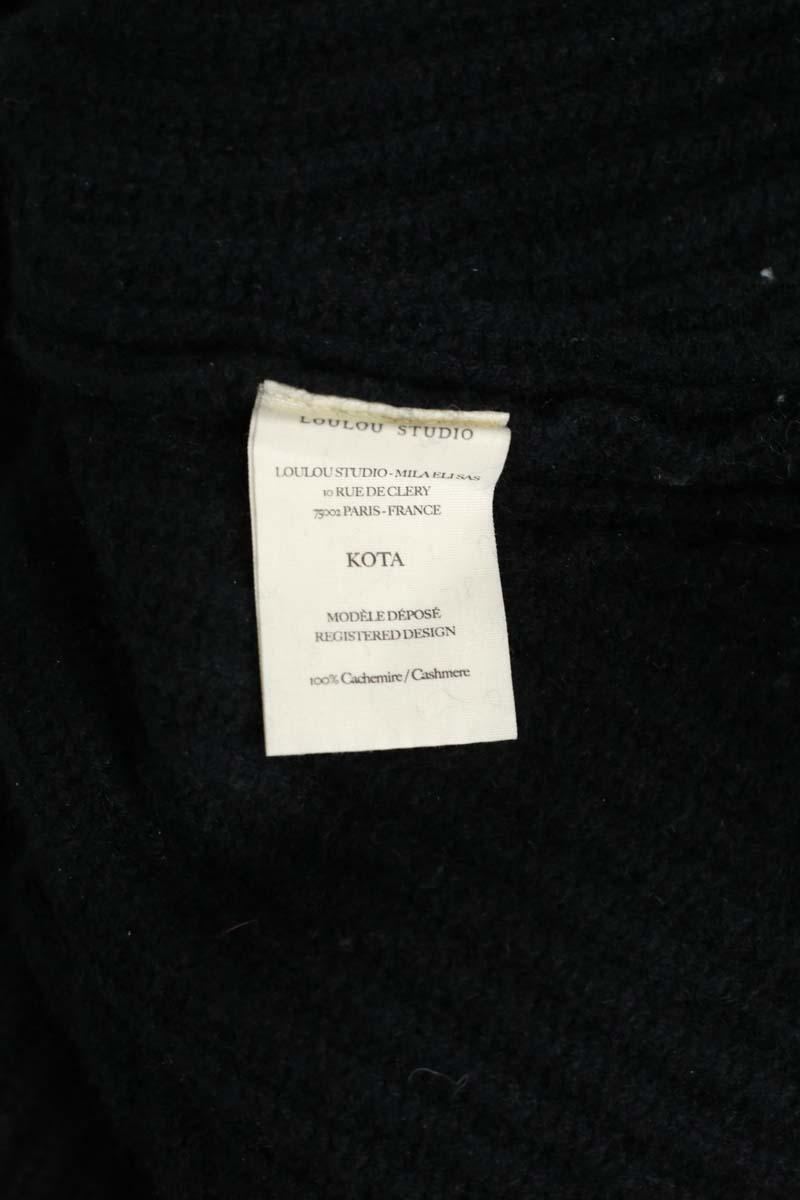 LOULOU STUDIO
LOULOU STUDIO - MILA ELI SAS
10 RUE DE CLERY
75002 PARIS - FRANCE
KOTA
MODÈLE DÉPOSÉ
REGISTERED DESIGN
100% Cachemire / Cashmere